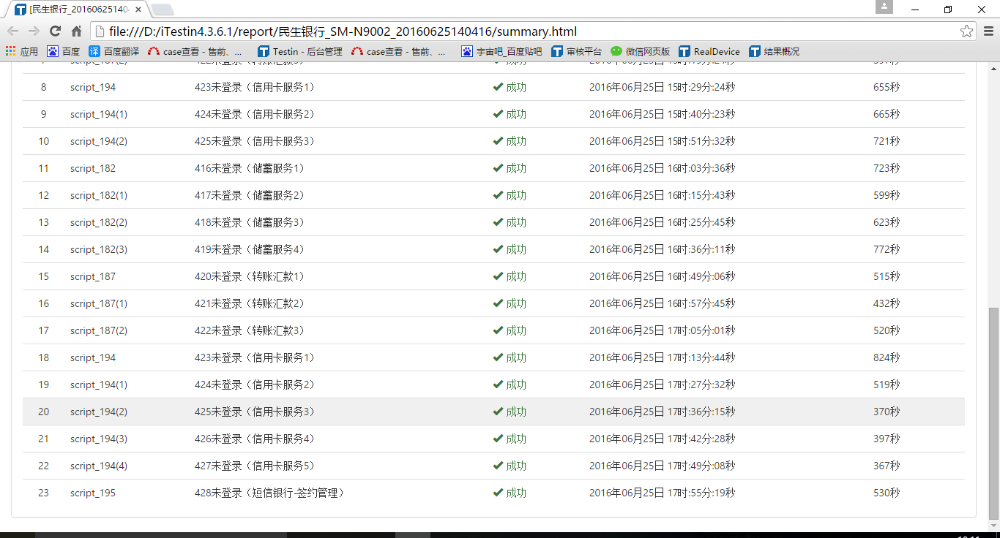 [民生银行_201606251404
file:///D:/iTestin4.3.6.1/report/民生银行_SM-N9002_20160625140416/summary.html
应用 百度 百度翻译 case查看 - 售前、... Testin - 后台管理 case查看 - 售前、... 宇宙吧_百度贴吧 审核平台 微信网页版 RealDevice 结果概况
8 script_194 423未登录（信用卡服务1） 成功 2016年06月25日 15时:29分:24秒 655秒
9 script_194(1) 424未登录（信用卡服务2） 成功 2016年06月25日 15时:40分:23秒 665秒
10 script_194(2) 425未登录（信用卡服务3） 成功 2016年06月25日 15时:51分:32秒 721秒
11 script_182 416未登录（储蓄服务1） 成功 2016年06月25日 16时:03分:36秒 723秒
12 script_182(1) 417未登录（储蓄服务2） 成功 2016年06月25日 16时:15分:43秒 599秒
13 script_182(2) 418未登录（储蓄服务3） 成功 2016年06月25日 16时:25分:45秒 623秒
14 script_182(3) 419未登录（储蓄服务4） 成功 2016年06月25日 16时:36分:11秒 772秒
15 script_187 420未登录（转账汇款1） 成功 2016年06月25日 16时:49分:06秒 515秒
16 script_187(1) 421未登录（转账汇款2） 成功 2016年06月25日 16时:57分:45秒 432秒
17 script_187(2) 422未登录（转账汇款3） 成功 2016年06月25日 17时:05分:01秒 520秒
18 script_194 423未登录（信用卡服务1） 成功 2016年06月25日 17时:13分:44秒 824秒
19 script_194(1) 424未登录（信用卡服务2） 成功 2016年06月25日 17时:27分:32秒 519秒
20 script_194(2) 425未登录（信用卡服务3） 成功 2016年06月25日 17时:36分:15秒 370秒
21 script_194(3) 426未登录（信用卡服务4） 成功 2016年06月25日 17时:42分:28秒 397秒
22 script_194(4) 427未登录（信用卡服务5） 成功 2016年06月25日 17时:49分:08秒 367秒
23 script_195 428未登录（短信银行-签约管理） 成功 2016年06月25日 17时:55分:19秒 530秒